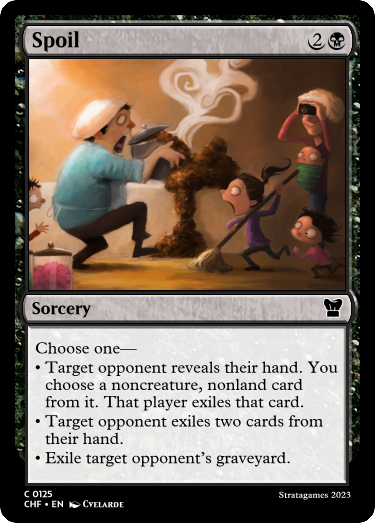 Spoil 2
Sorcery
Choose one—
• Target opponent reveals their hand. You
choose a noncreature, nonland card
from it. That player exiles that card.
• Target opponent exiles two cards from
their hand.
• Exile target opponent's graveyard.
C 0125
CHF • EN Cyelarde
Stratagames 2023